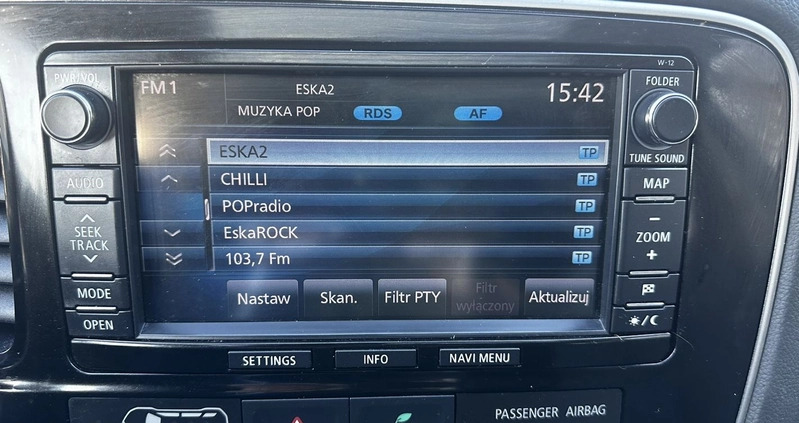 W-12
PWR/VOL
FOLDER
FM1
ESKA2
15:42
MUZYKA POP
RDS
AF
TUNE SOUND
ESKA2
TP
CHILLI
TP
POPradio
TP
EskaROCK
TP
103,7 Fm
TP
Nastaw
Skan.
Filtr PTY
Filtr
wyłączony
Aktualizuj
AUDIO
SEEK
TRACK
MODE
OPEN
MAP
ZOOM
SETTINGS
INFO
NAVI MENU
PASSENGER AIRBAG